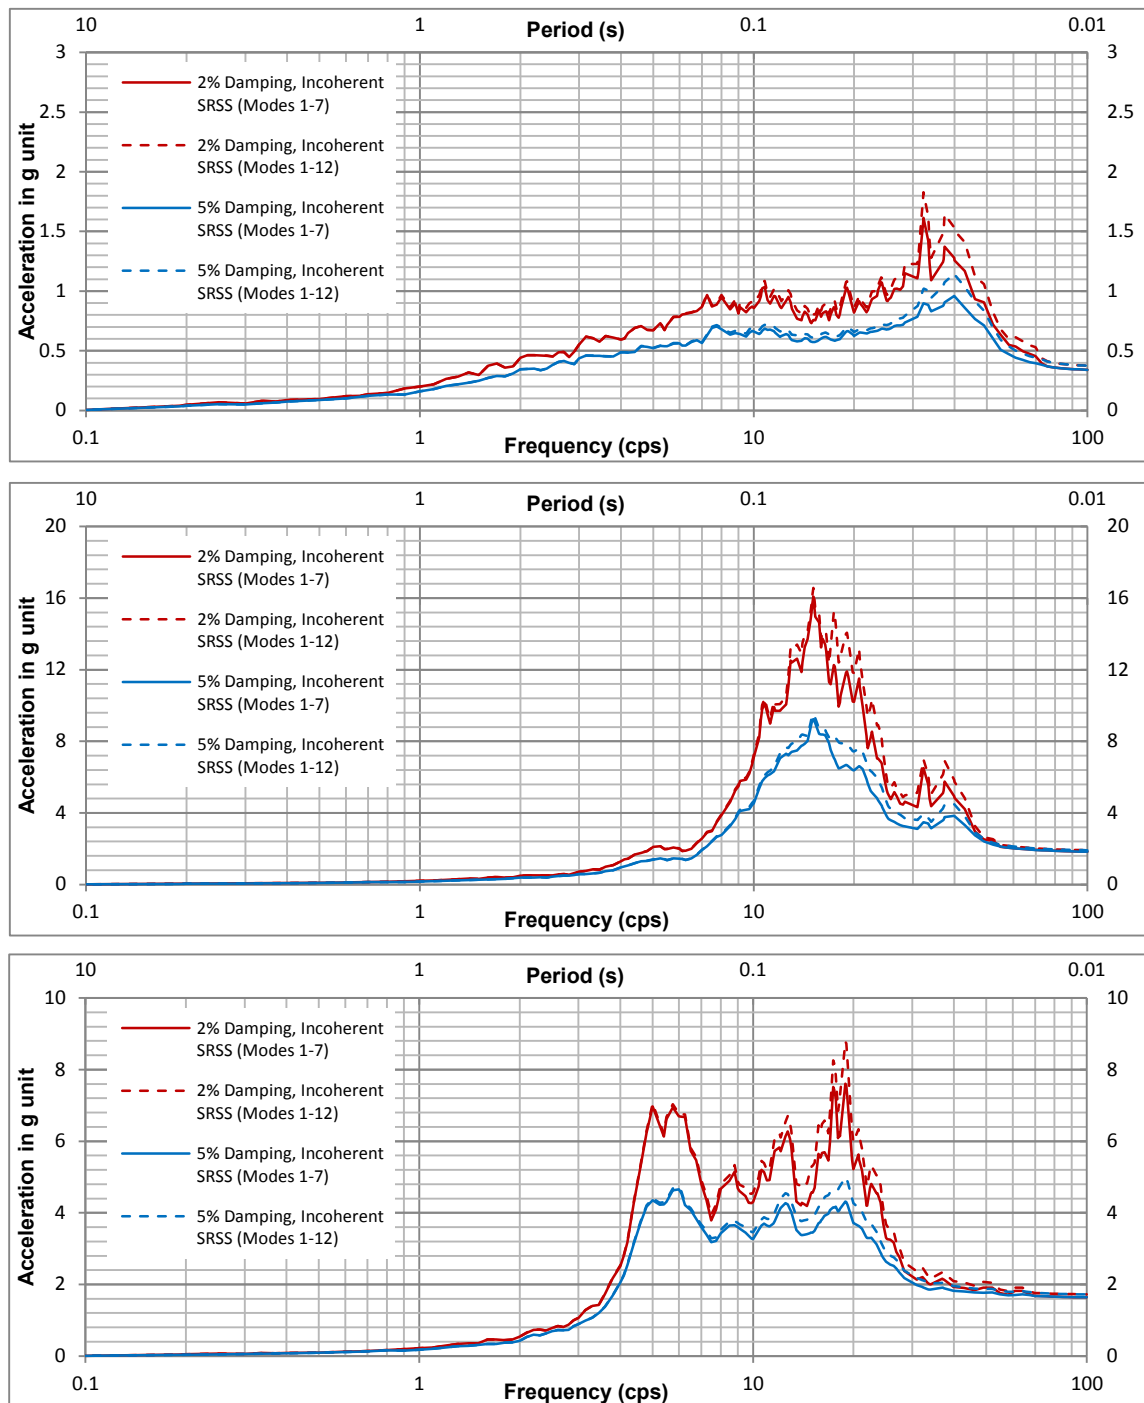 10 1 0.1 0.01
Period (s)
3 3
2% Damping, Incoherent
SRSS (Modes 1-7)
2.5 2.5
2% Damping, Incoherent
SRSS (Modes 1-12)
2 2
5% Damping, Incoherent
SRSS (Modes 1-7)
1.5 1.5
5% Damping, Incoherent
SRSS (Modes 1-12)
1 1
0.5 0.5
0 0
Acceleration in g unit
0.1 1 10 100
Frequency (cps)
10 1 0.1 0.01
Period (s)
20 20
2% Damping, Incoherent
SRSS (Modes 1-7)
16 16
2% Damping, Incoherent
SRSS (Modes 1-12)
12 12
5% Damping, Incoherent
SRSS (Modes 1-7)
8 8
5% Damping, Incoherent
SRSS (Modes 1-12)
4 4
0 0
Acceleration in g unit
0.1 1 10 100
Frequency (cps)
10 1 0.1 0.01
Period (s)
10 10
2% Damping, Incoherent
SRSS (Modes 1-7)
8 8
2% Damping, Incoherent
SRSS (Modes 1-12)
6 6
5% Damping, Incoherent
SRSS (Modes 1-7)
4 4
5% Damping, Incoherent
SRSS (Modes 1-12)
2 2
0 0
Acceleration in g unit
0.1 1 10 100
Frequency (cps)